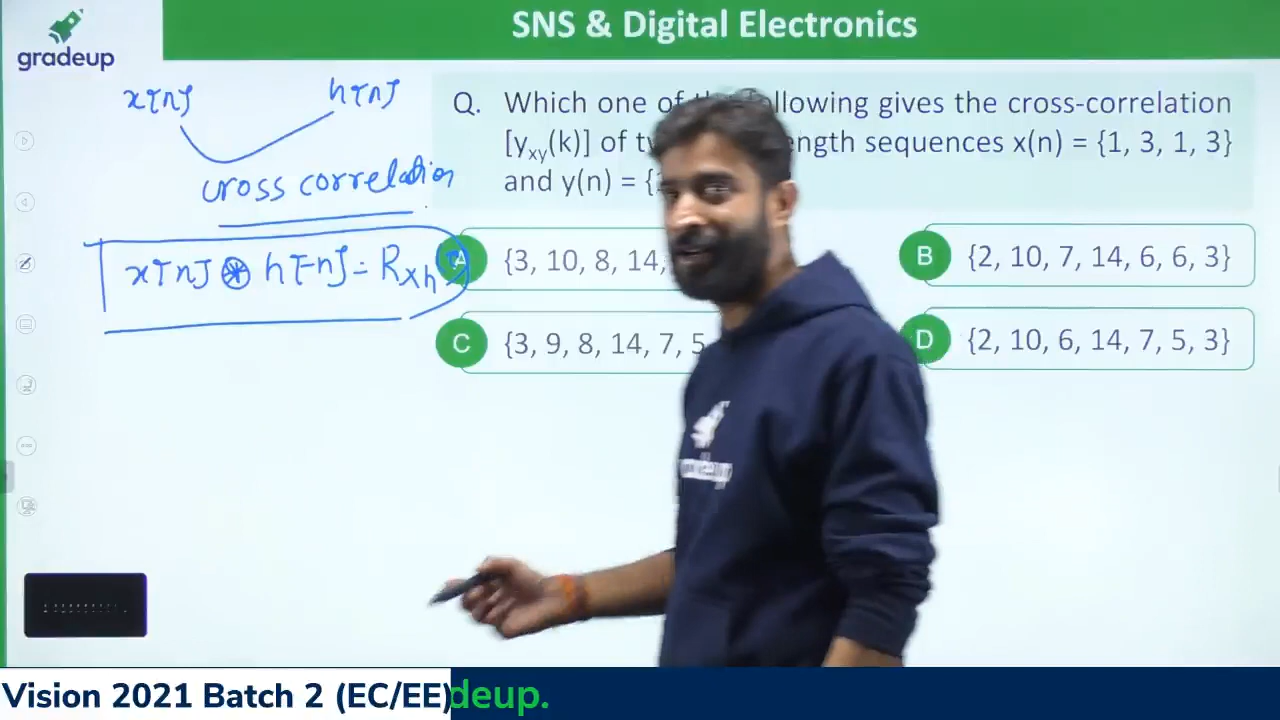 SNS & Digital Electronics
gradeup
x[n] h[n]
cross correlation
x[n] ⊛ h[-n] = Rxh
Q. Which one of following gives the cross-correlation
[yxy(k)] of length sequences x(n) = {1, 3, 1, 3}
and y(n) = {
A {3, 10, 8, 14,
B {2, 10, 7, 14, 6, 6, 3}
C {3, 9, 8, 14, 7, 5
D {2, 10, 6, 14, 7, 5, 3}
Vision 2021 Batch 2 (EC/EE) deup.